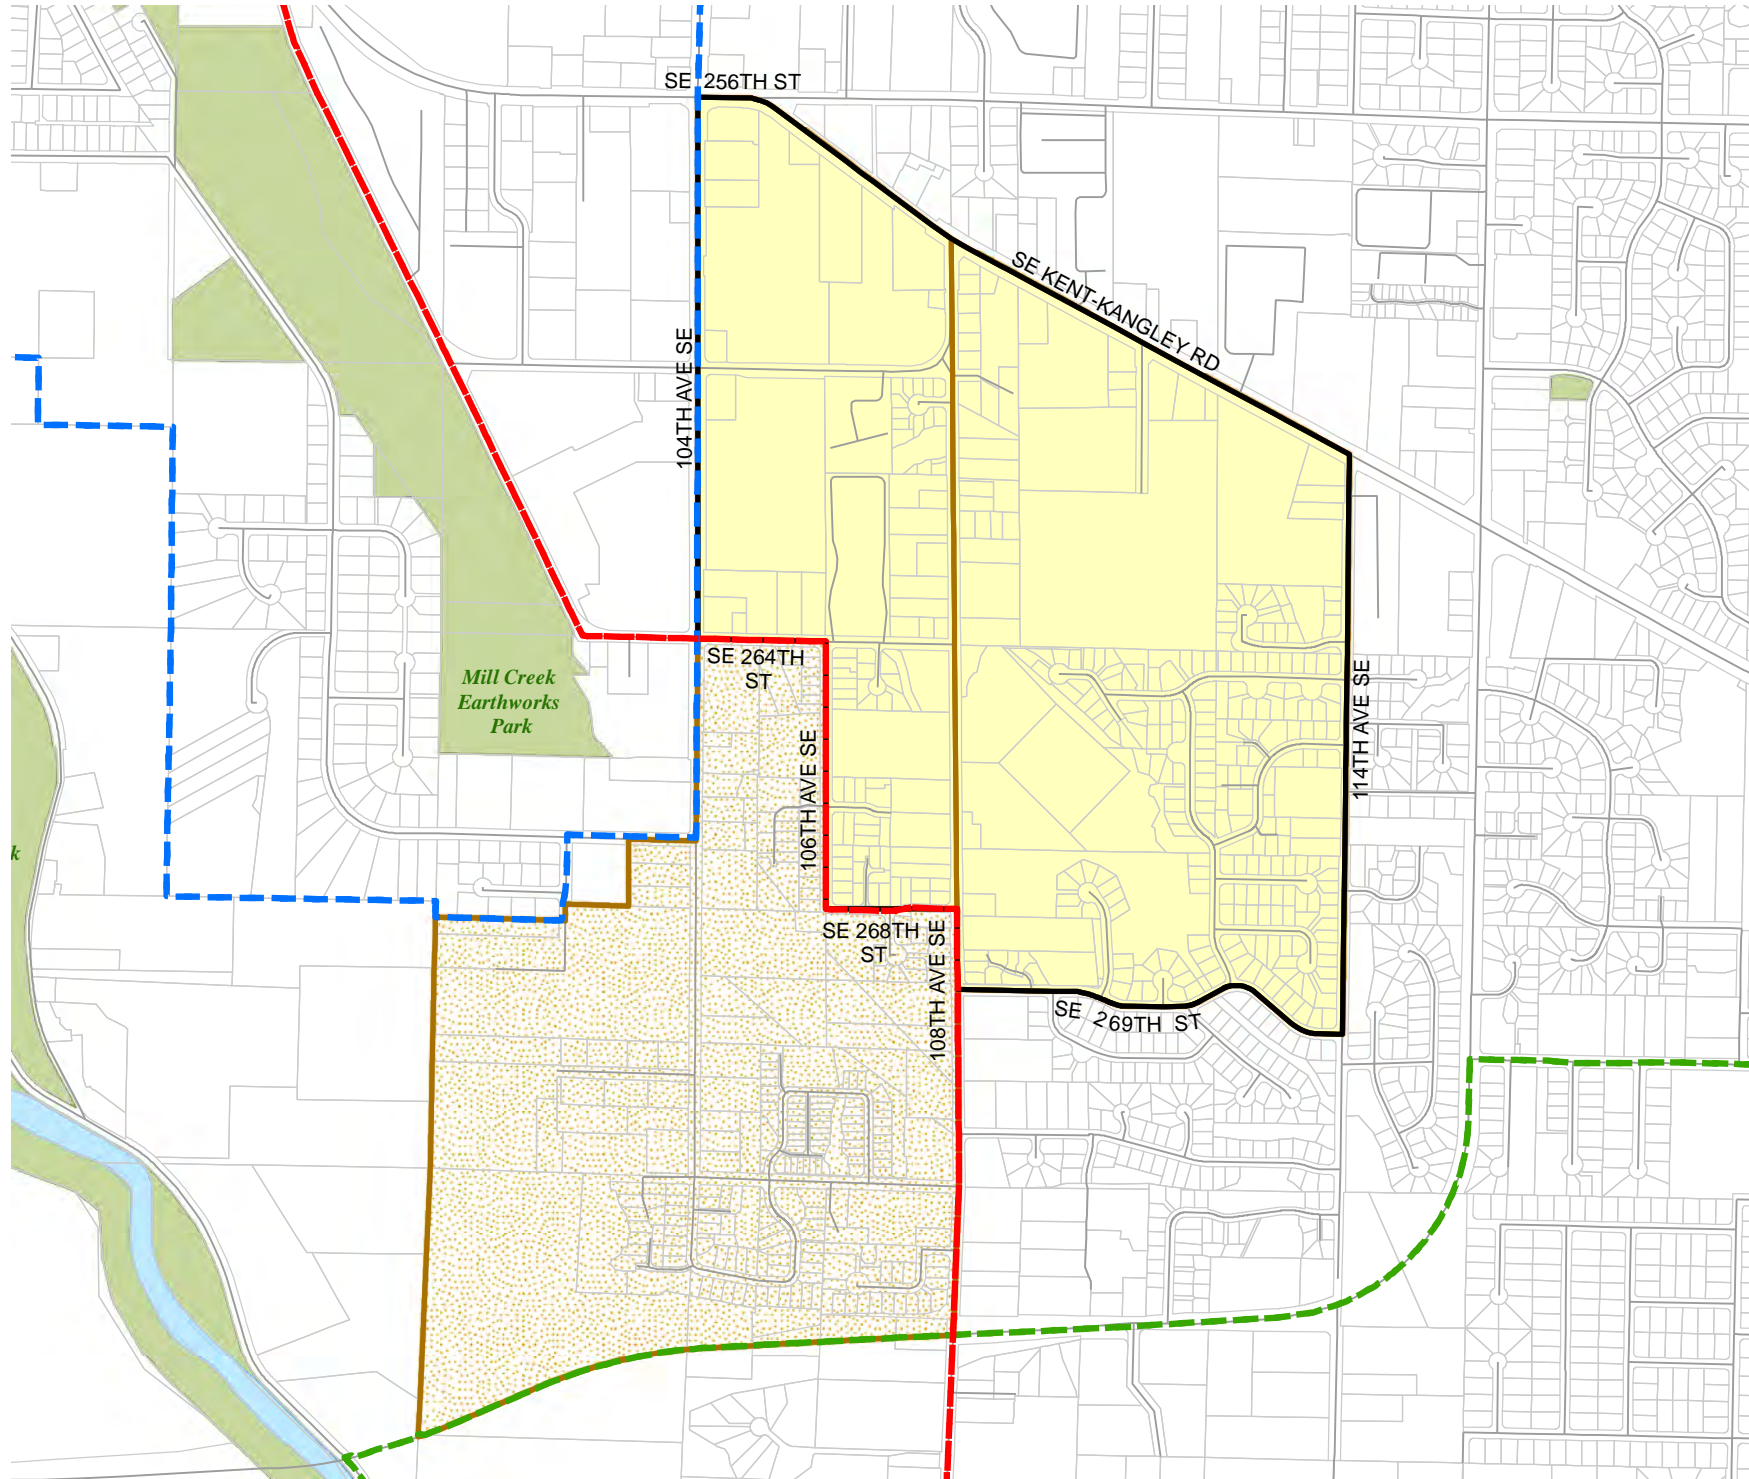 SE 256TH ST
SE KENT-KANGLEY RD
104TH AVE SE
SE 264TH
ST
Mill Creek
Earthworks
Park
114TH AVE SE
106TH AVE SE
k
SE 268TH
ST
108TH AVE SE
SE 269TH ST